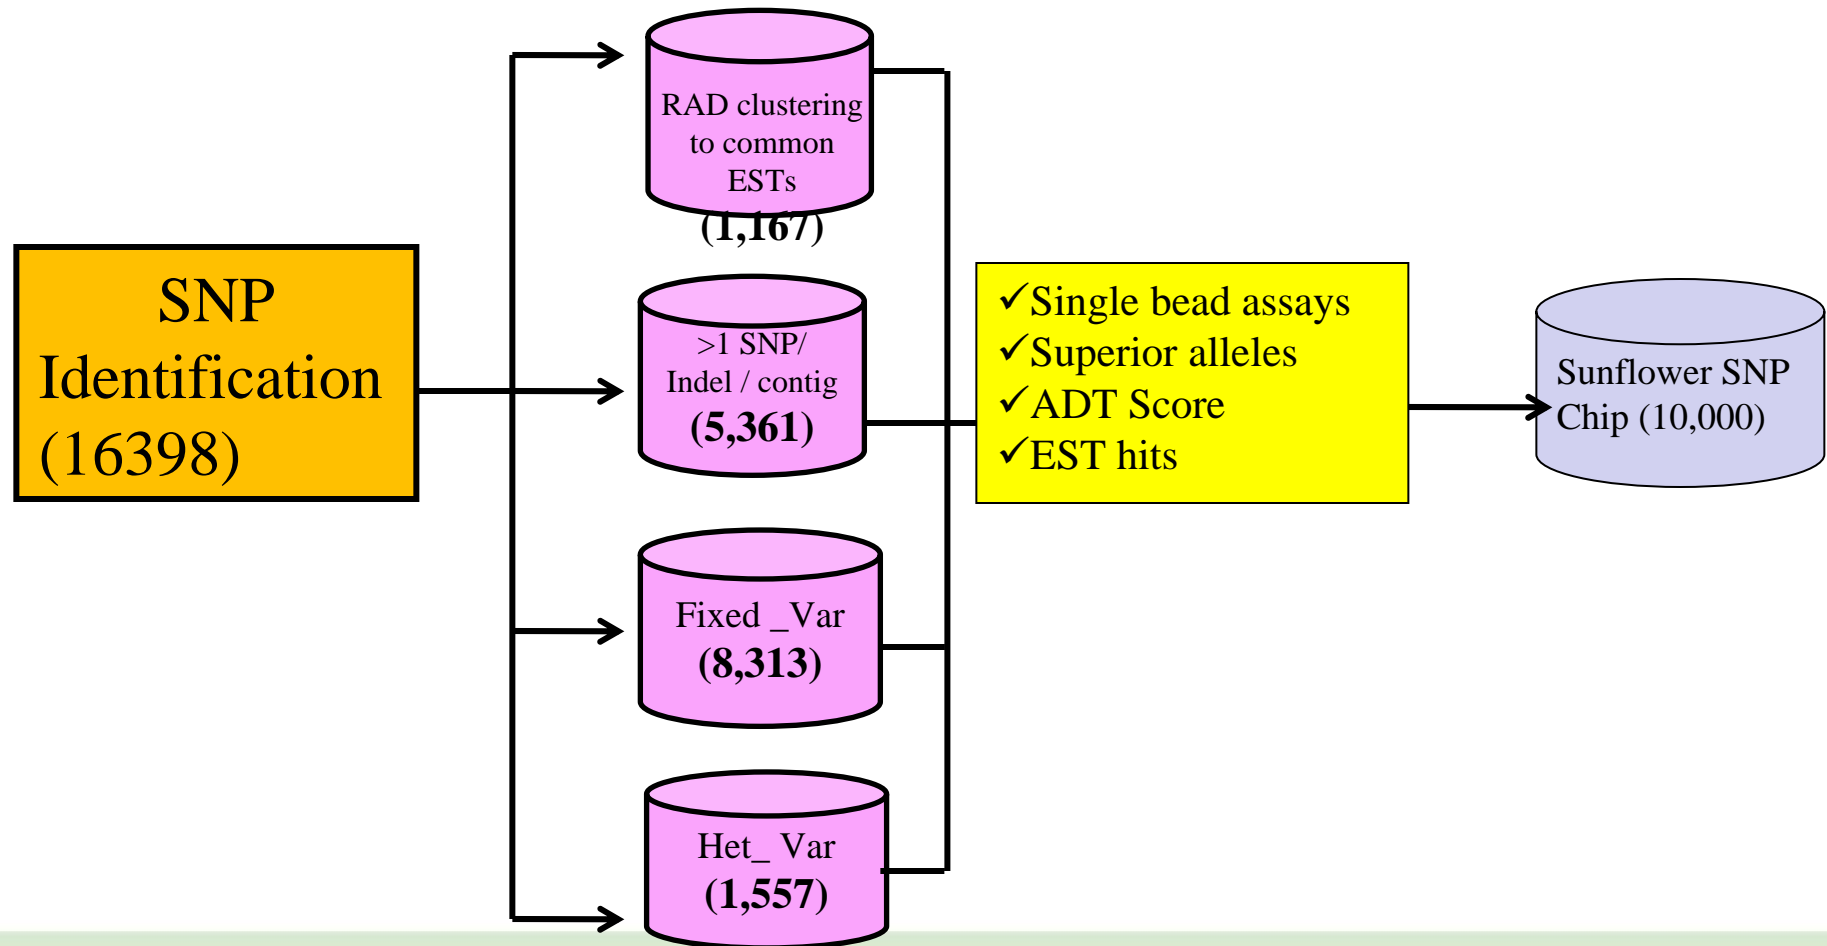 SNP
Identification
(16398)
RAD clustering
to common
ESTs
(1,167)
>1 SNP/
Indel / contig
(5,361)
Fixed _Var
(8,313)
Het_ Var
(1,557)
✓Single bead assays
✓Superior alleles
✓ADT Score
✓EST hits
Sunflower SNP
Chip (10,000)